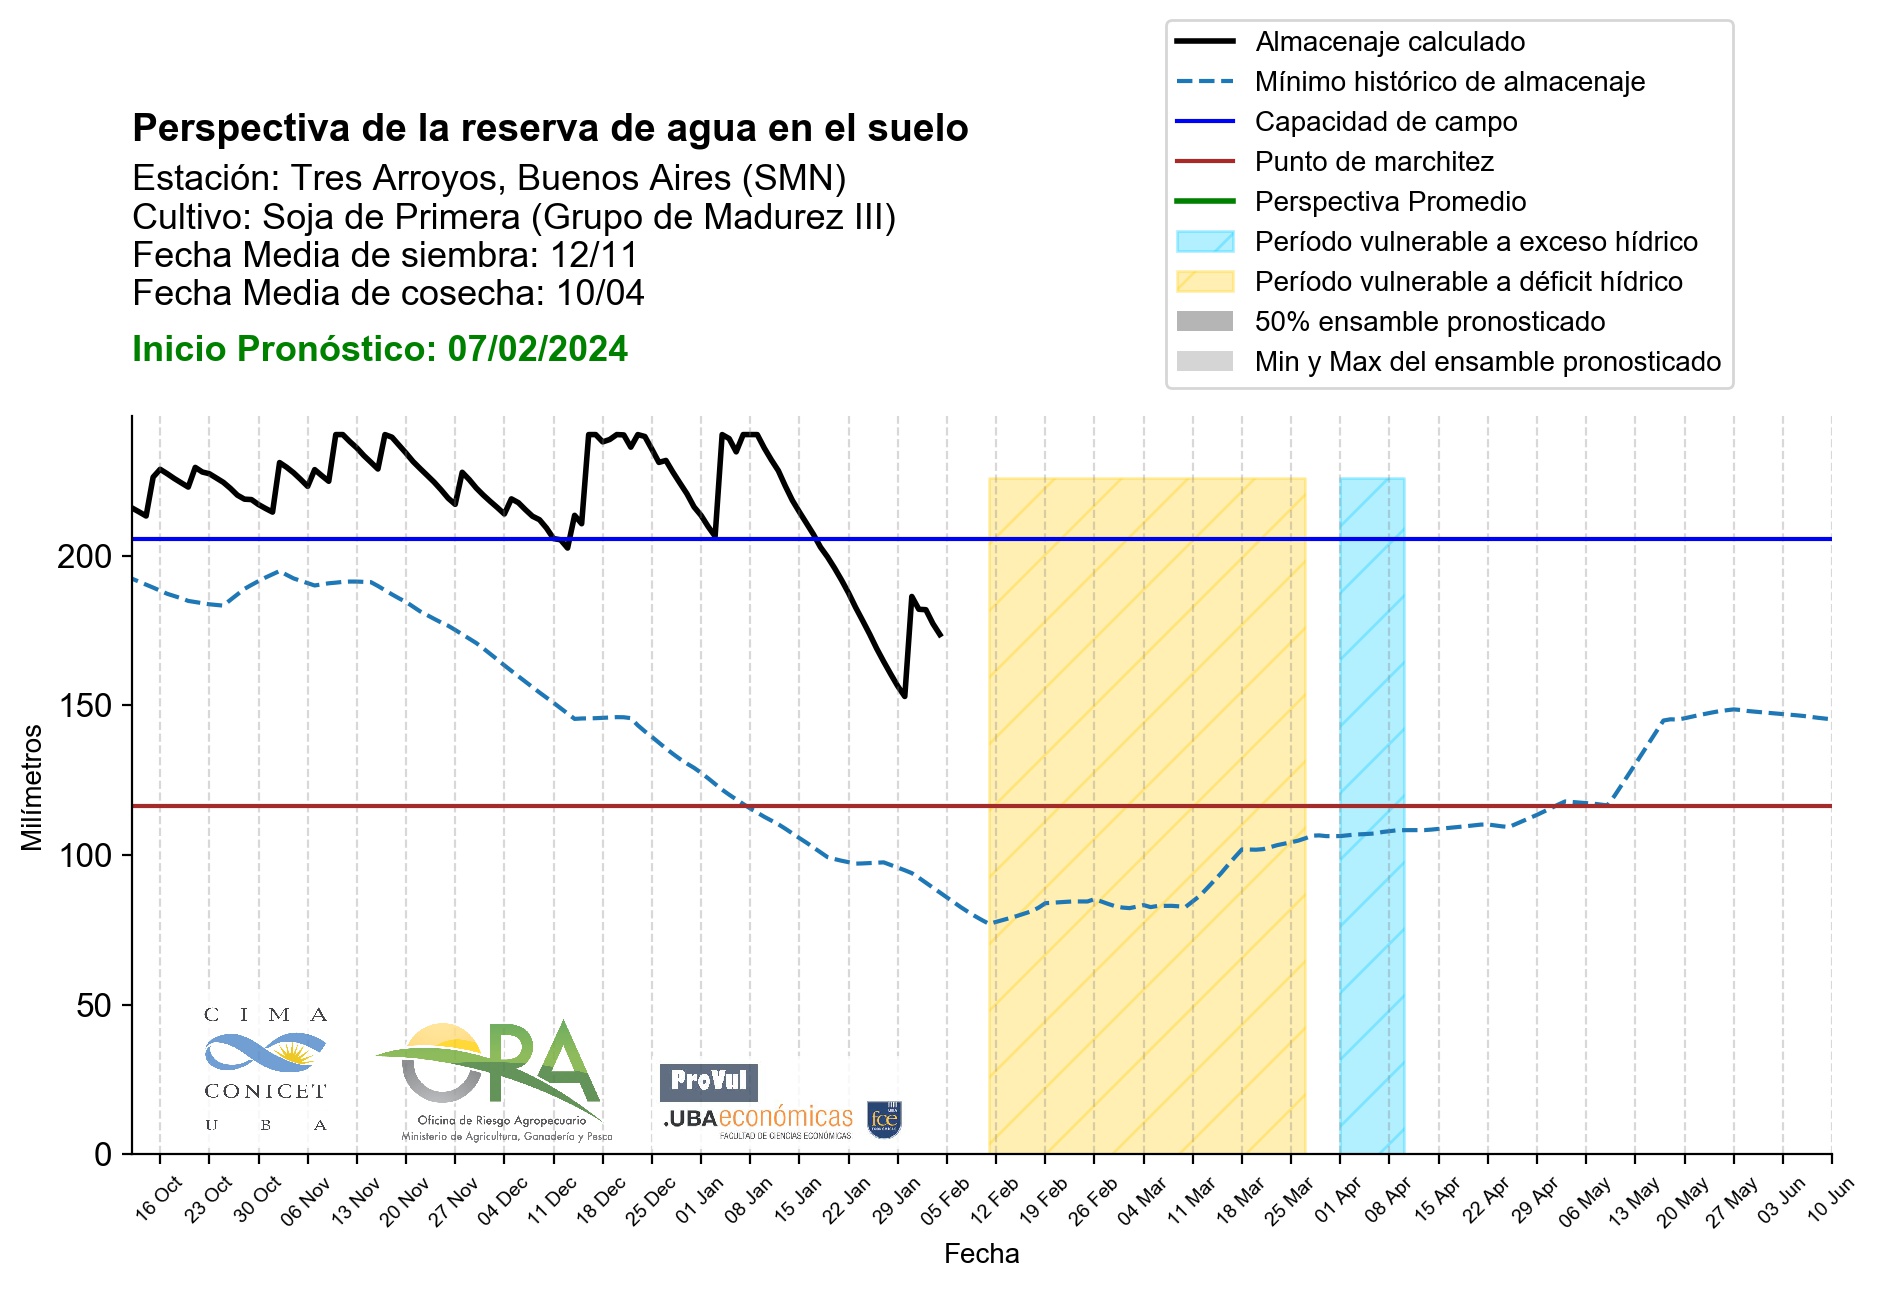 Almacenaje calculado
Mínimo histórico de almacenaje
Capacidad de campo
Punto de marchitez
Perspectiva Promedio
Período vulnerable a exceso hídrico
Período vulnerable a déficit hídrico
50% ensamble pronosticado
Min y Max del ensamble pronosticado
Perspectiva de la reserva de agua en el suelo
Estación: Tres Arroyos, Buenos Aires (SMN)
Cultivo: Soja de Primera (Grupo de Madurez III)
Fecha Media de siembra: 12/11
Fecha Media de cosecha: 10/04
Inicio Pronóstico: 07/02/2024
Milímetros
200
150
100
50
0
CIMA
CONICET
UBA
ORA
Oficina de Riesgo Agropecuario
Ministerio de Agricultura, Ganadería y Pesca
ProVul
.UBAeconómicas
FACULTAD DE CIENCIAS ECONÓMICAS
fce
16 Oct
23 Oct
30 Oct
06 Nov
13 Nov
20 Nov
27 Nov
04 Dec
11 Dec
18 Dec
25 Dec
01 Jan
08 Jan
15 Jan
22 Jan
29 Jan
05 Feb
12 Feb
19 Feb
26 Feb
04 Mar
11 Mar
18 Mar
25 Mar
01 Apr
08 Apr
15 Apr
22 Apr
29 Apr
06 May
13 May
20 May
27 May
03 Jun
10 Jun
Fecha